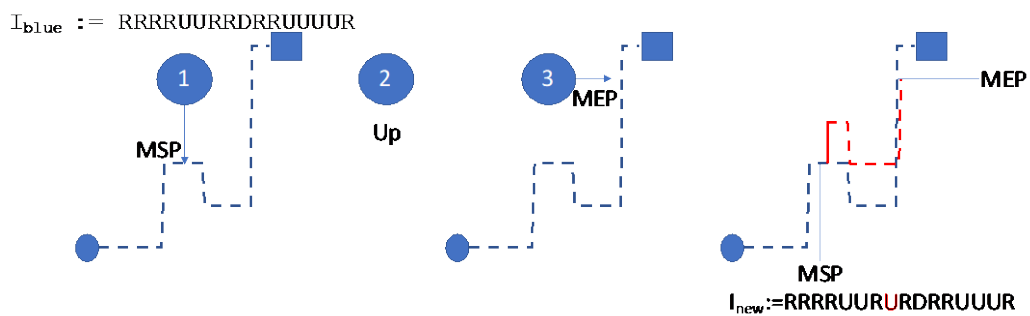 I_blue := RRRRUURRDRRUUUUR
1
2
3
MSP
Up
MEP
MEP
MSP
I_new:=RRRRUURURDRRUUUR